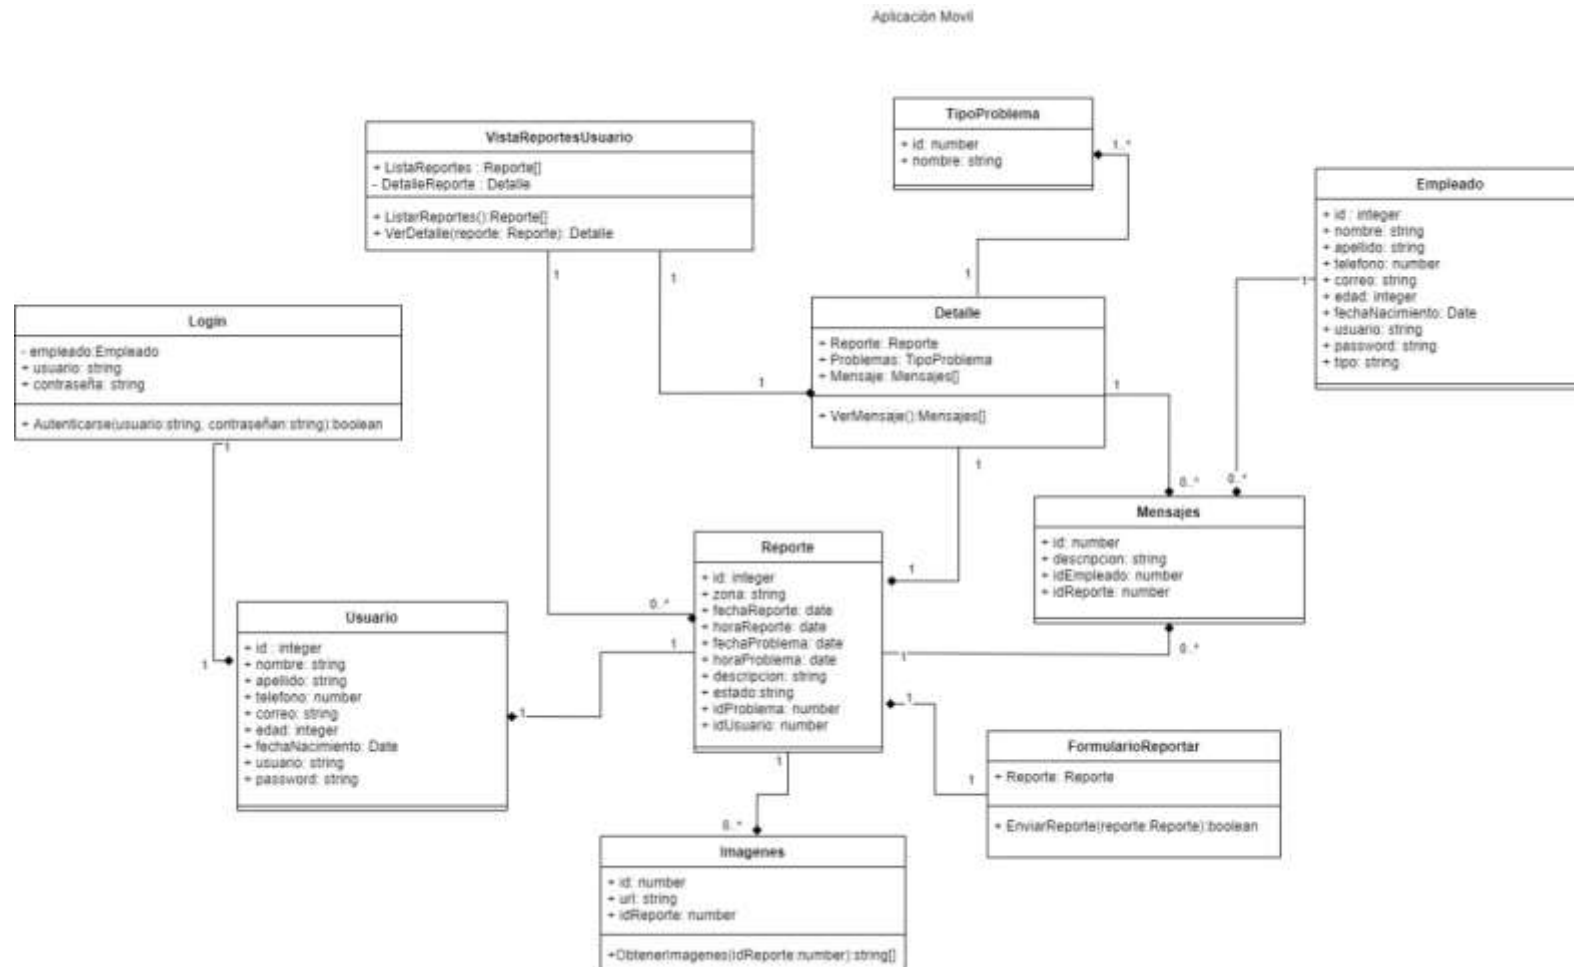 Aplicación Movil
TipoProblema
+ id: number
+ nombre: string
1..*
VistaReportesUsuario
+ ListaReportes : Reporte[]
- DetalleReporte : Detalle
+ ListarReportes():Reporte[]
+ VerDetalle(reporte: Reporte): Detalle
1
1
1
Empleado
+ id : integer
+ nombre: string
+ apellido: string
+ telefono: number
+ correo: string
+ edad: integer
+ fechaNacimiento: Date
+ usuario: string
+ password: string
+ tipo: string
1
Login
- empleado:Empleado
+ usuario: string
+ contraseña: string
+ Autenticarse(usuario:string, contraseñan:string):boolean
1
Detalle
+ Reporte: Reporte
+ Problemas: TipoProblema
+ Mensaje: Mensajes[]
+ VerMensaje():Mensajes[]
1
1
1
0..*
0..*
Mensajes
+ id: number
+ descripcion: string
+ idEmpleado: number
+ idReporte: number
0..*
Reporte
+ id: integer
+ zona: string
+ fechaReporte: date
+ horaReporte: date
+ fechaProblema: date
+ horaProblema: date
+ descripcion: string
+ estado:string
+ idProblema: number
+ idUsuario: number
1
0..*
1
1
1
1
Usuario
+ id : integer
+ nombre: string
+ apellido: string
+ telefono: number
+ correo: string
+ edad: integer
+ fechaNacimiento: Date
+ usuario: string
+ password: string
1
1
FormularioReportar
+ Reporte: Reporte
+ EnviarReporte(reporte:Reporte):boolean
1
0..*
Imagenes
+ id: number
+ url: string
+ idReporte: number
+ObtenerImagenes(idReporte:number):string[]